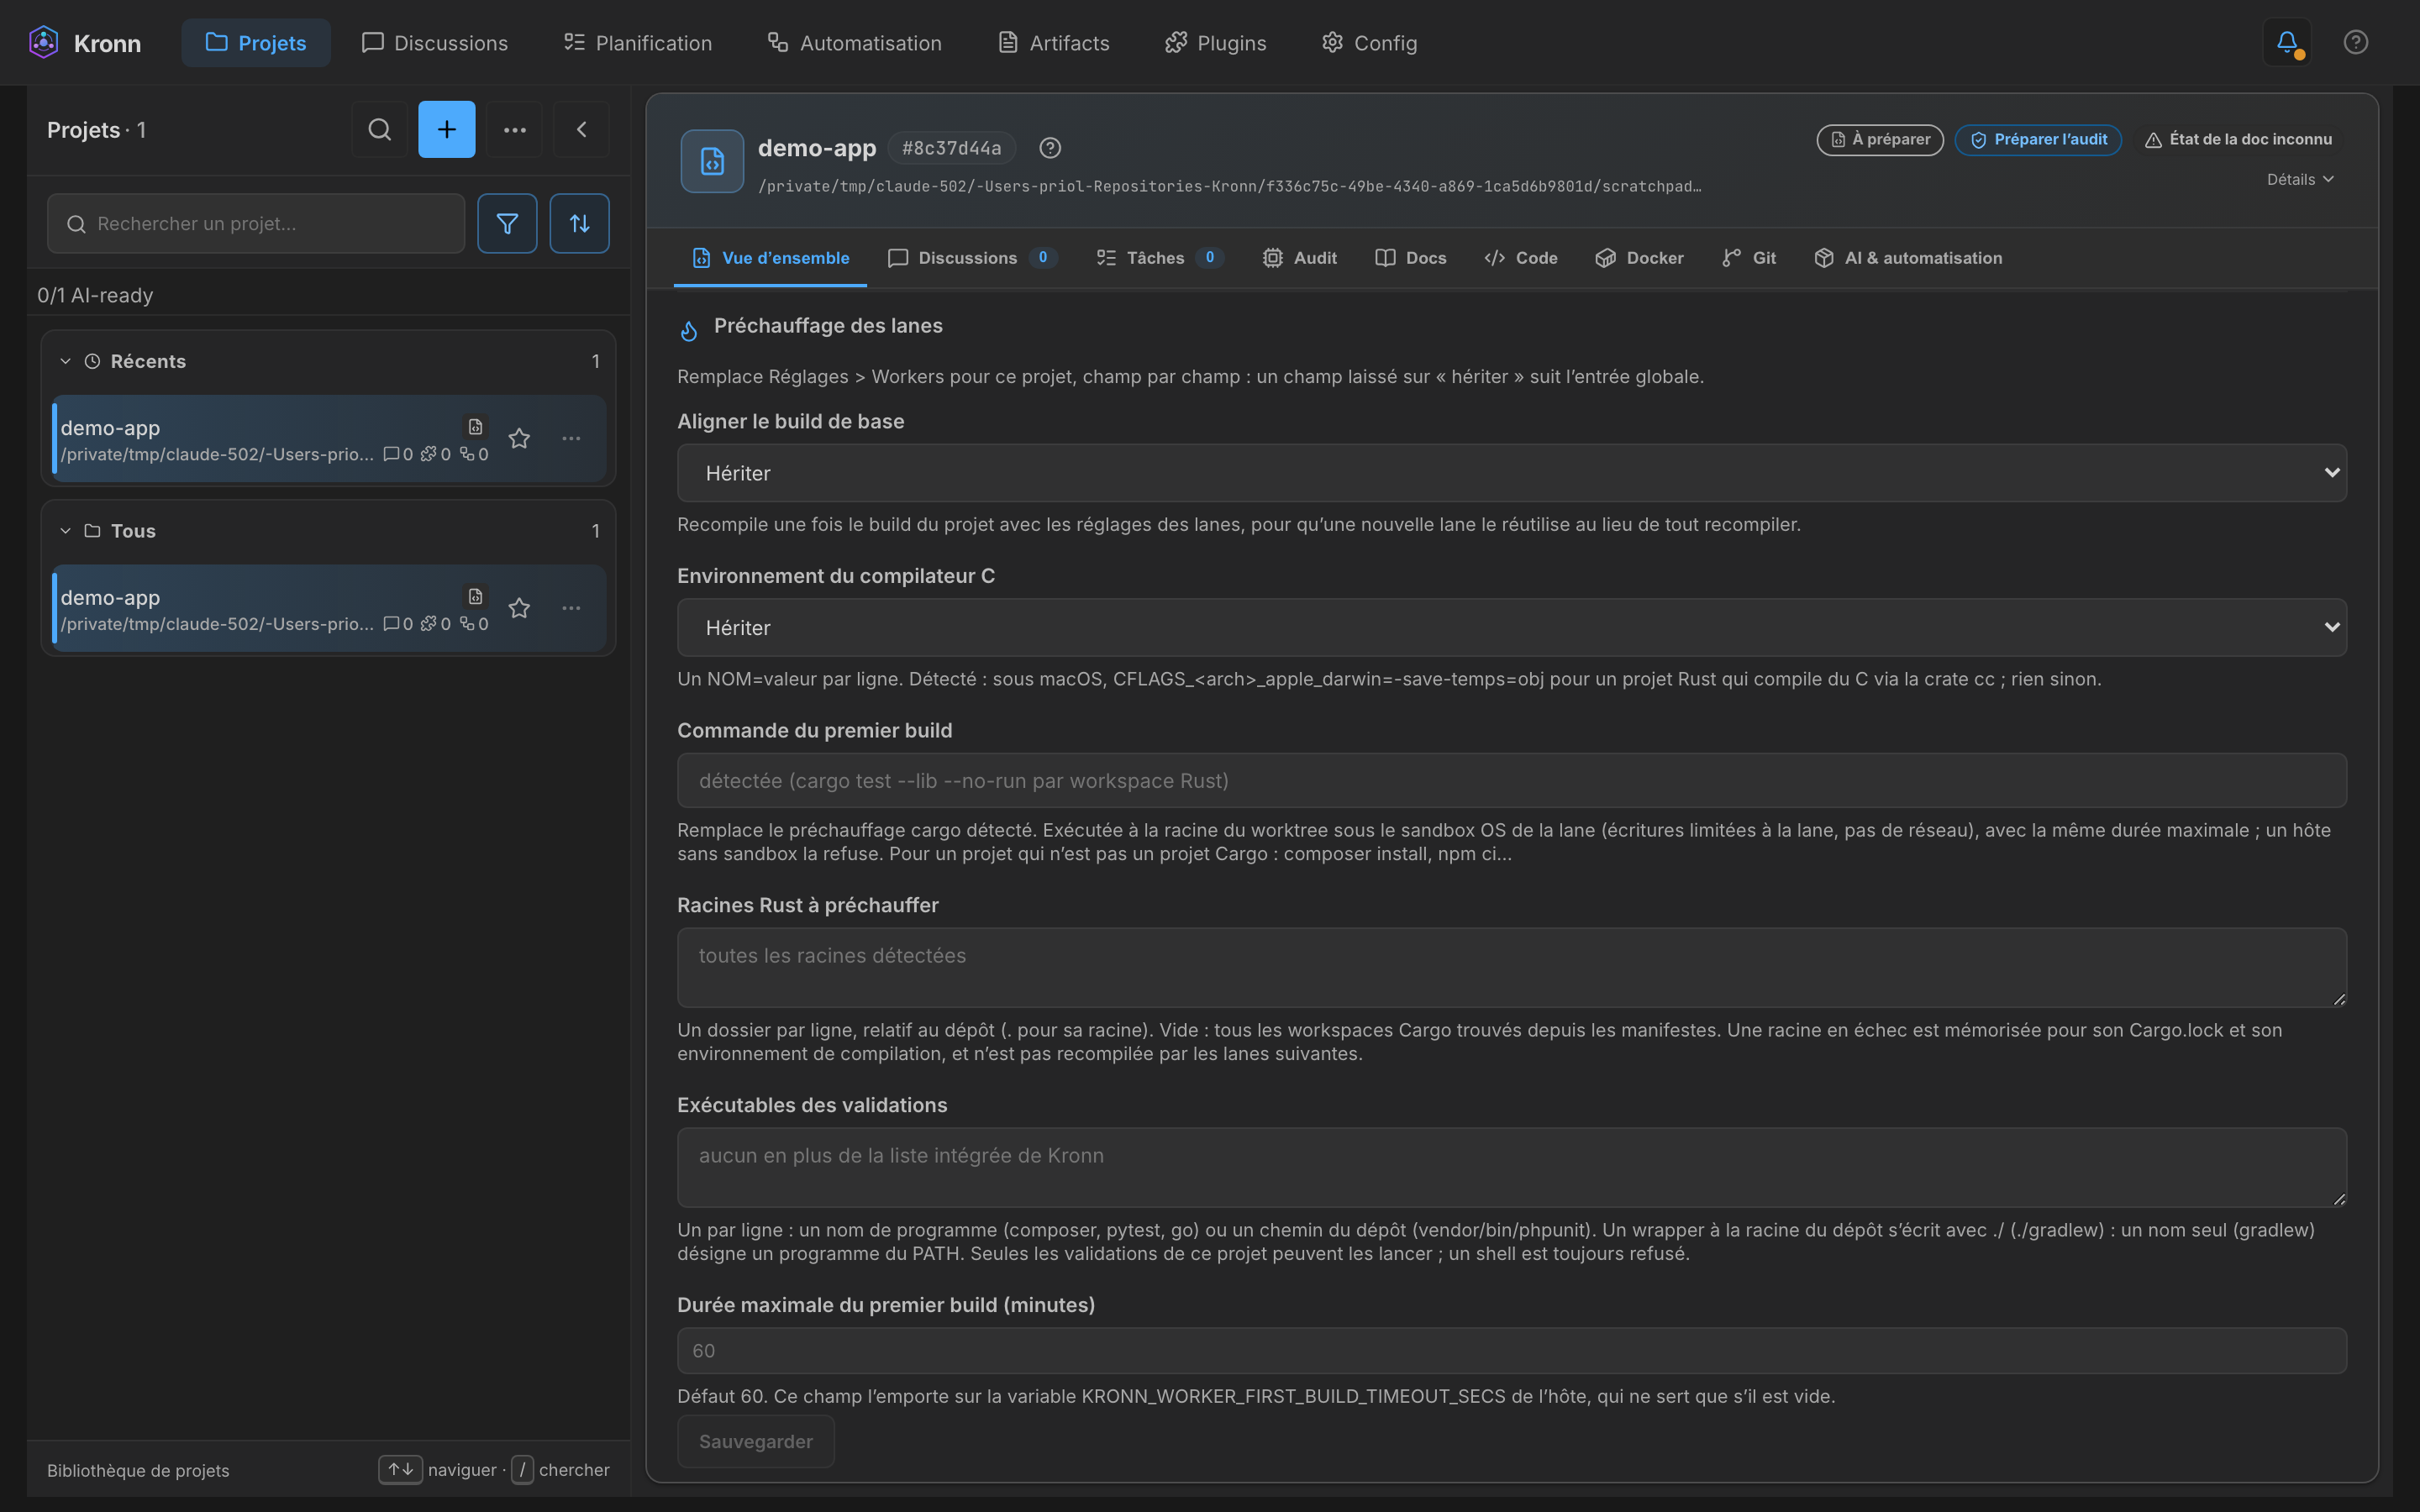 Kronn
Projets
Discussions
Planification
Automatisation
Artifacts
Plugins
Config
Projets · 1
Rechercher un projet...
0/1 AI-ready
Récents 1
demo-app
/private/tmp/claude-502/-Users-prio... 0 0 0
Tous 1
demo-app
/private/tmp/claude-502/-Users-prio... 0 0 0
Bibliothèque de projets
↑↓ naviguer · / chercher
demo-app #8c37d44a
/private/tmp/claude-502/-Users-priol-Repositories-Kronn/f336c75c-49be-4340-a869-1ca5d6b9801d/scratchpad…
À préparer
Préparer l’audit
État de la doc inconnu
Détails
Vue d’ensemble
Discussions 0
Tâches 0
Audit
Docs
Code
Docker
Git
AI & automatisation
Préchauffage des lanes
Remplace Réglages > Workers pour ce projet, champ par champ : un champ laissé sur « hériter » suit l’entrée globale.
Aligner le build de base
Hériter
Recompile une fois le build du projet avec les réglages des lanes, pour qu’une nouvelle lane le réutilise au lieu de tout recompiler.
Environnement du compilateur C
Hériter
Un NOM=valeur par ligne. Détecté : sous macOS, CFLAGS_<arch>_apple_darwin=-save-temps=obj pour un projet Rust qui compile du C via la crate cc ; rien sinon.
Commande du premier build
détectée (cargo test --lib --no-run par workspace Rust)
Remplace le préchauffage cargo détecté. Exécutée à la racine du worktree sous le sandbox OS de la lane (écritures limitées à la lane, pas de réseau), avec la même durée maximale ; un hôte
sans sandbox la refuse. Pour un projet qui n’est pas un projet Cargo : composer install, npm ci…
Racines Rust à préchauffer
toutes les racines détectées
Un dossier par ligne, relatif au dépôt (. pour sa racine). Vide : tous les workspaces Cargo trouvés depuis les manifestes. Une racine en échec est mémorisée pour son Cargo.lock et son
environnement de compilation, et n’est pas recompilée par les lanes suivantes.
Exécutables des validations
aucun en plus de la liste intégrée de Kronn
Un par ligne : un nom de programme (composer, pytest, go) ou un chemin du dépôt (vendor/bin/phpunit). Un wrapper à la racine du dépôt s’écrit avec ./ (./gradlew) : un nom seul (gradlew)
désigne un programme du PATH. Seules les validations de ce projet peuvent les lancer ; un shell est toujours refusé.
Durée maximale du premier build (minutes)
60
Défaut 60. Ce champ l’emporte sur la variable KRONN_WORKER_FIRST_BUILD_TIMEOUT_SECS de l’hôte, qui ne sert que s’il est vide.
Sauvegarder